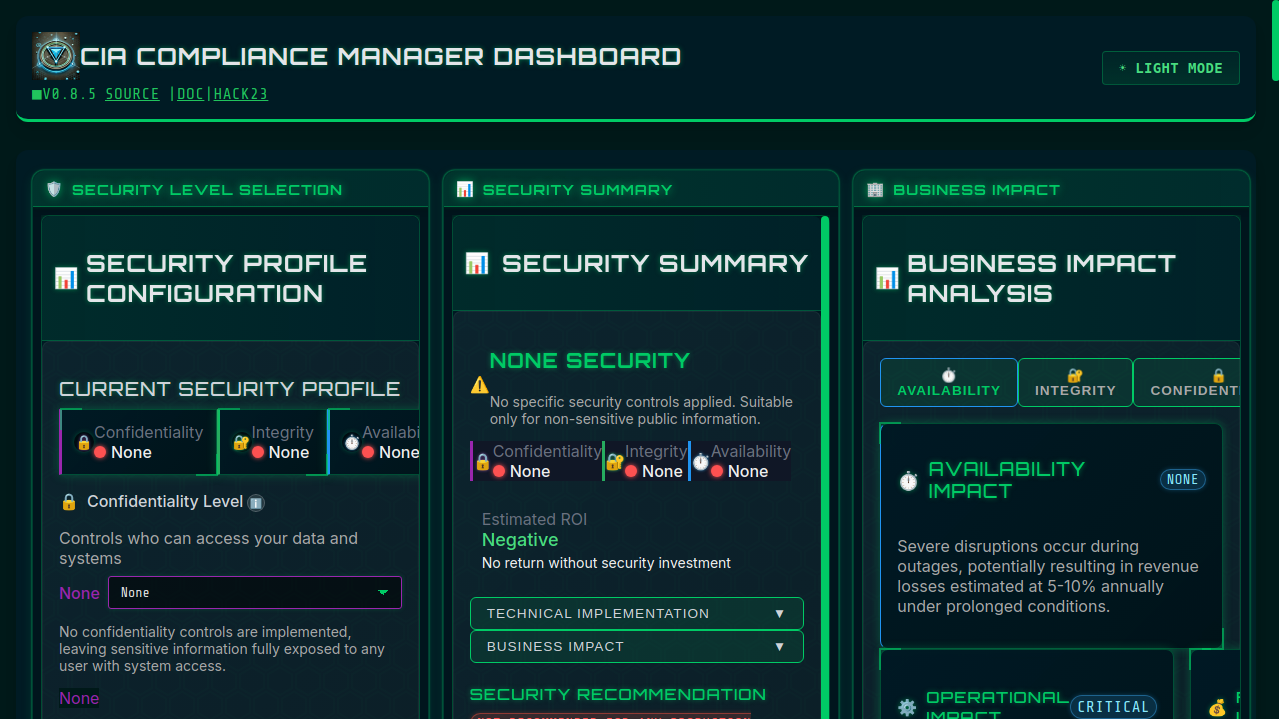 CIA COMPLIANCE MANAGER DASHBOARD
V0.8.5 SOURCE |DOC|HACK23
☀ LIGHT MODE
SECURITY LEVEL SELECTION
SECURITY PROFILE
CONFIGURATION
CURRENT SECURITY PROFILE
Confidentiality
None
Integrity
None
Availabi
None
Confidentiality Level
Controls who can access your data and
systems
None None
No confidentiality controls are implemented,
leaving sensitive information fully exposed to any
user with system access.
None
SECURITY SUMMARY
SECURITY SUMMARY
NONE SECURITY
No specific security controls applied. Suitable
only for non-sensitive public information.
Confidentiality
None
Integrity
None
Availability
None
Estimated ROI
Negative
No return without security investment
TECHNICAL IMPLEMENTATION ▼
BUSINESS IMPACT ▼
SECURITY RECOMMENDATION
BUSINESS IMPACT
BUSINESS IMPACT
ANALYSIS
AVAILABILITY
INTEGRITY
CONFIDENT
AVAILABILITY
IMPACT
NONE
Severe disruptions occur during
outages, potentially resulting in revenue
losses estimated at 5-10% annually
under prolonged conditions.
OPERATIONAL
IMPACT
CRITICAL